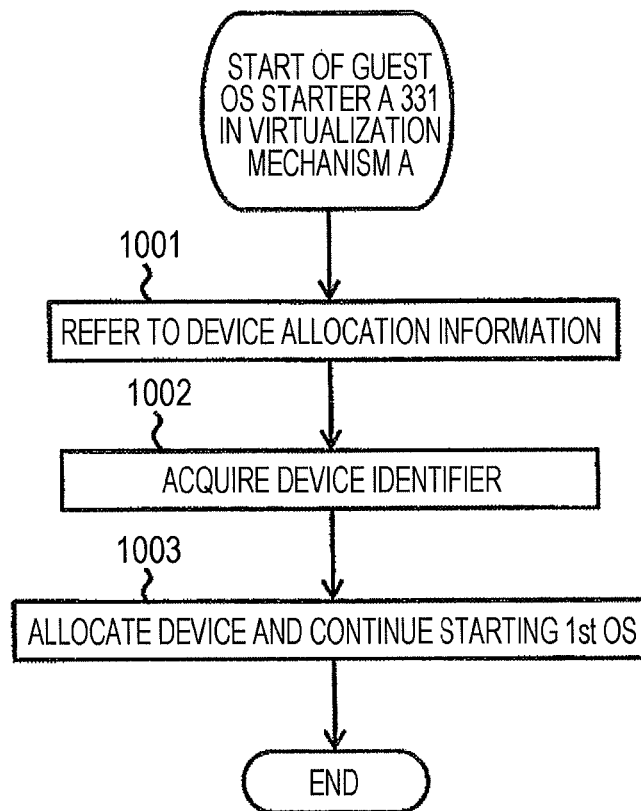 START OF GUEST
OS STARTER A 331
IN VIRTUALIZATION
MECHANISM A
1001
REFER TO DEVICE ALLOCATION INFORMATION
1002
ACQUIRE DEVICE IDENTIFIER
1003
ALLOCATE DEVICE AND CONTINUE STARTING 1st OS
END